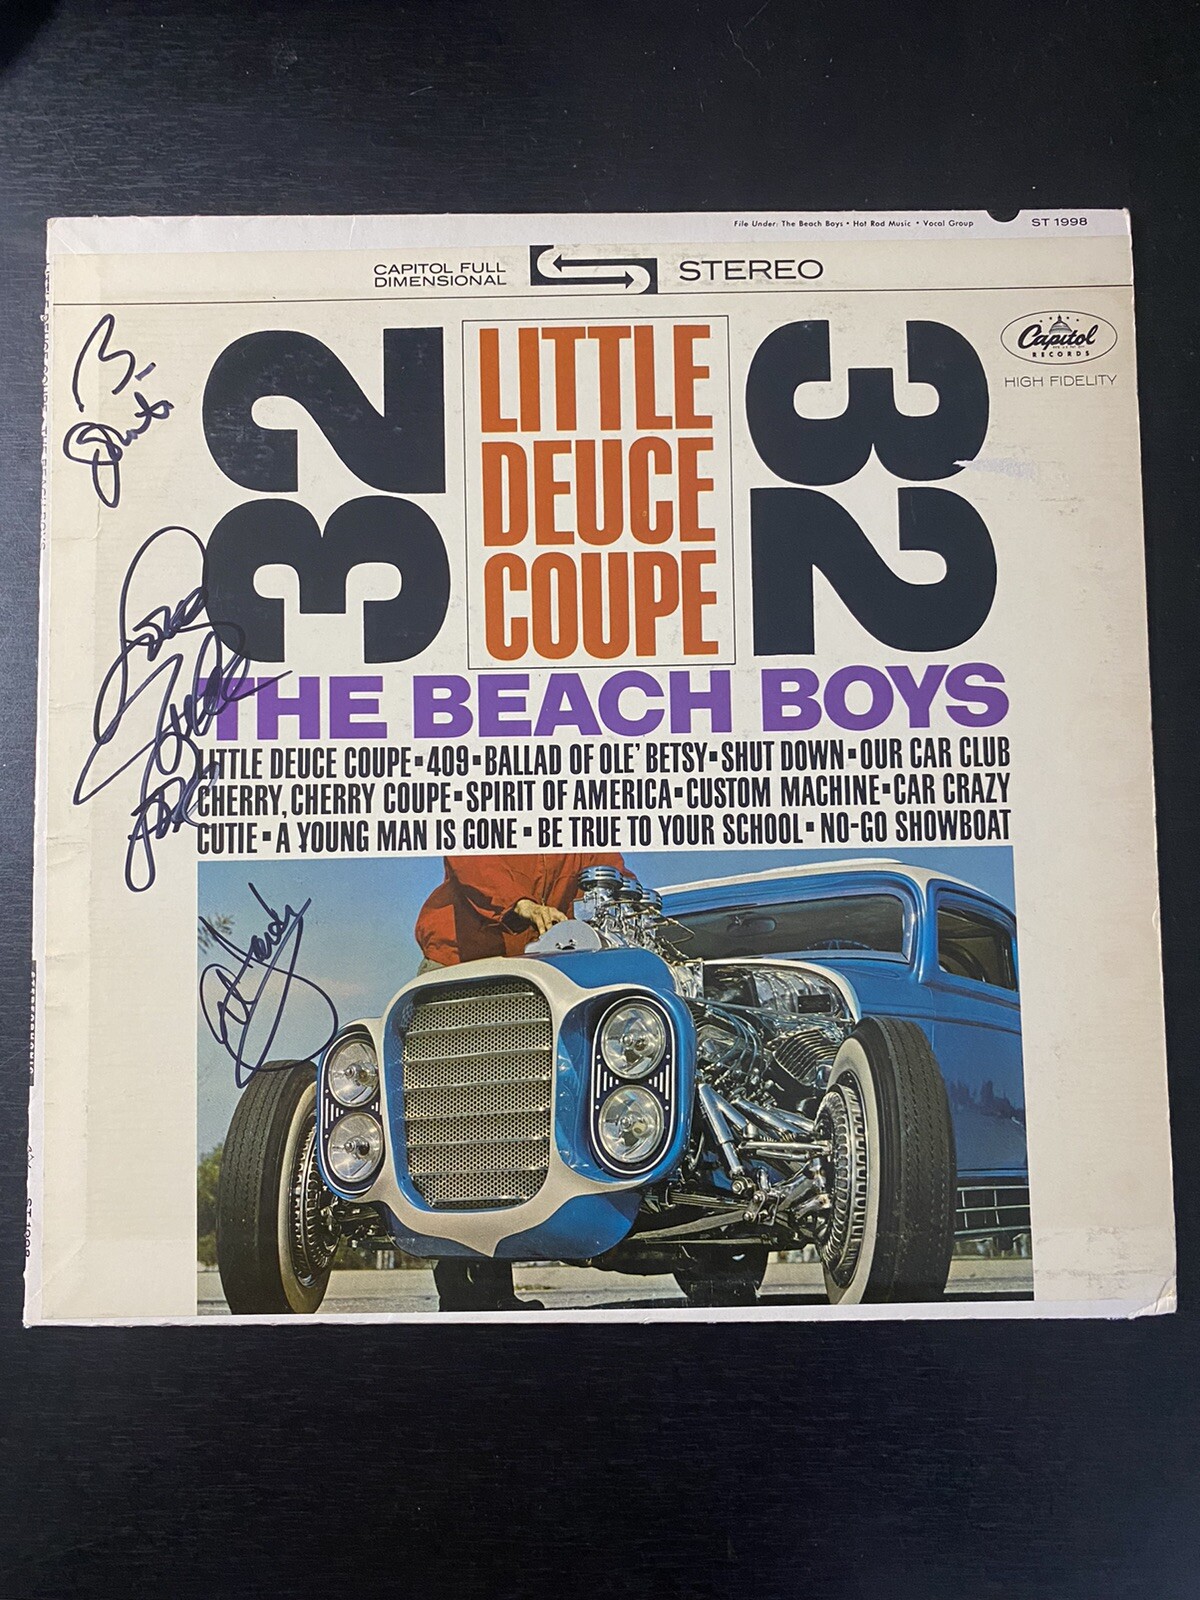 File Under: The Beach Boys • Hot Rod Music • Vocal Group ST 1998
CAPITOL FULL DIMENSIONAL STEREO
Capitol
RECORDS
HIGH FIDELITY
32
LITTLE
DEUCE
COUPE
32
THE BEACH BOYS
LITTLE DEUCE COUPE▪409▪BALLAD OF OLE' BETSY▪SHUT DOWN▪OUR CAR CLUB
CHERRY, CHERRY COUPE▪SPIRIT OF AMERICA▪CUSTOM MACHINE▪CAR CRAZY
CUTIE▪A YOUNG MAN IS GONE▪BE TRUE TO YOUR SCHOOL▪NO-GO SHOWBOAT